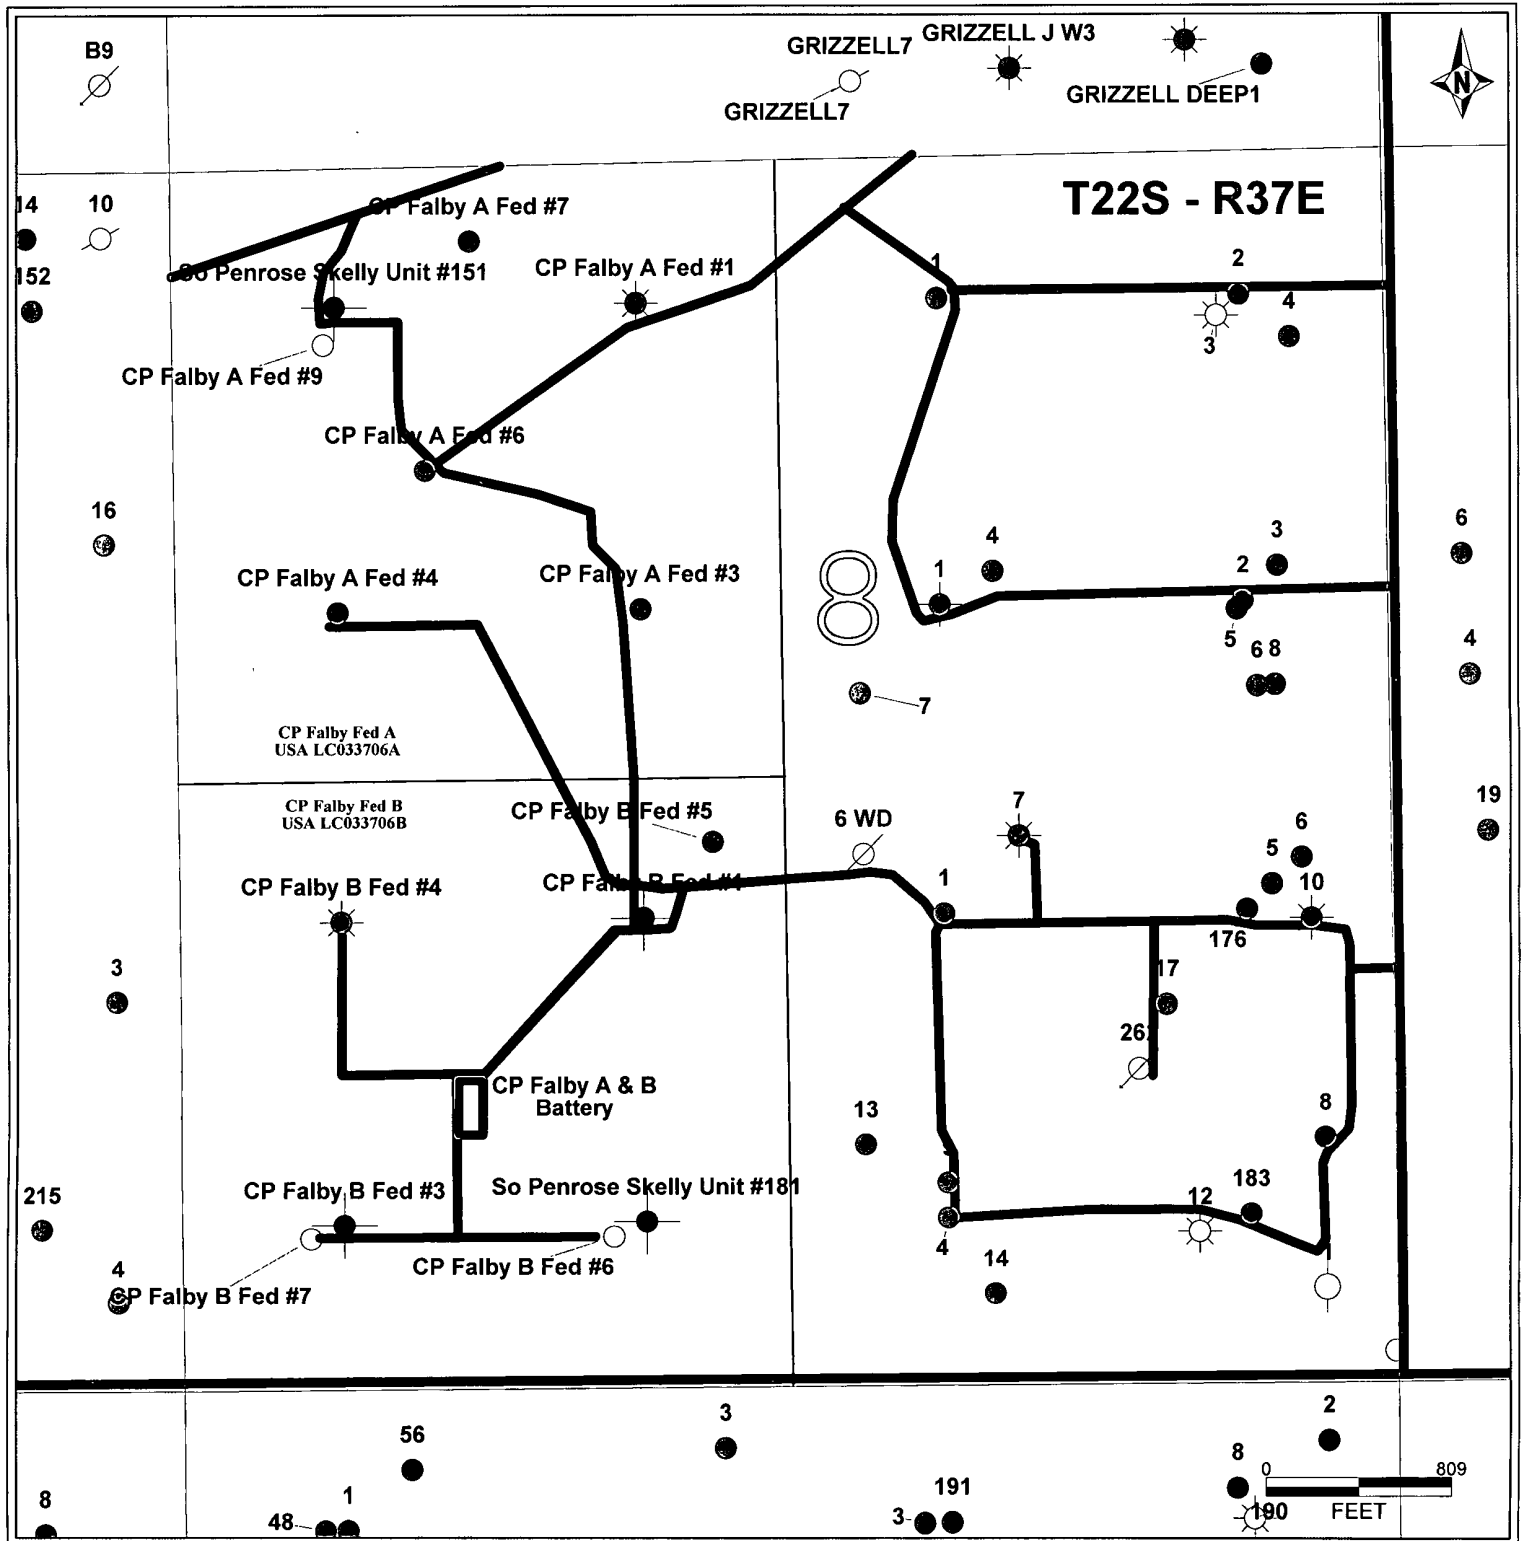 B9
GRIZZELL7
GRIZZELL J W3
GRIZZELL DEEP1
GRIZZELL7
N
T22S - R37E
14
10
CP Falby A Fed #7
152
So Penrose Skelly Unit #151
CP Falby A Fed #1
1
2
4
3
CP Falby A Fed #9
CP Falby A Fed #6
16
4
3
6
CP Falby A Fed #4
CP Falby A Fed #3
1
2
8
5
6 8
4
7
CP Falby Fed A
USA LC033706A
CP Falby Fed B
USA LC033706B
CP Falby B Fed #5
6 WD
7
19
6
5
CP Falby B Fed #4
CP Falby B Fed #1
1
10
176
3
17
262
CP Falby A & B
Battery
13
8
215
CP Falby B Fed #3
So Penrose Skelly Unit #181
12
183
4
CP Falby B Fed #6
14
4
CP Falby B Fed #7
56
3
2
8
0
809
FEET
8
48
1
3
191
190